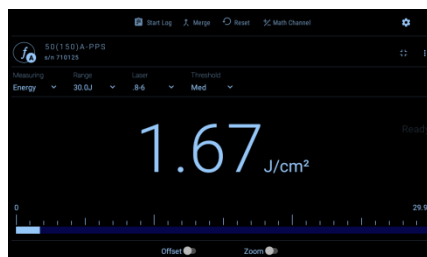 Start Log Merge Reset Math Channel
50(150)A-PPS
s/n 710125
Measuring Range Laser Threshold
Energy 30.0J .8-6 Med
1.67 J/cm²
0 29.9
Offset Zoom